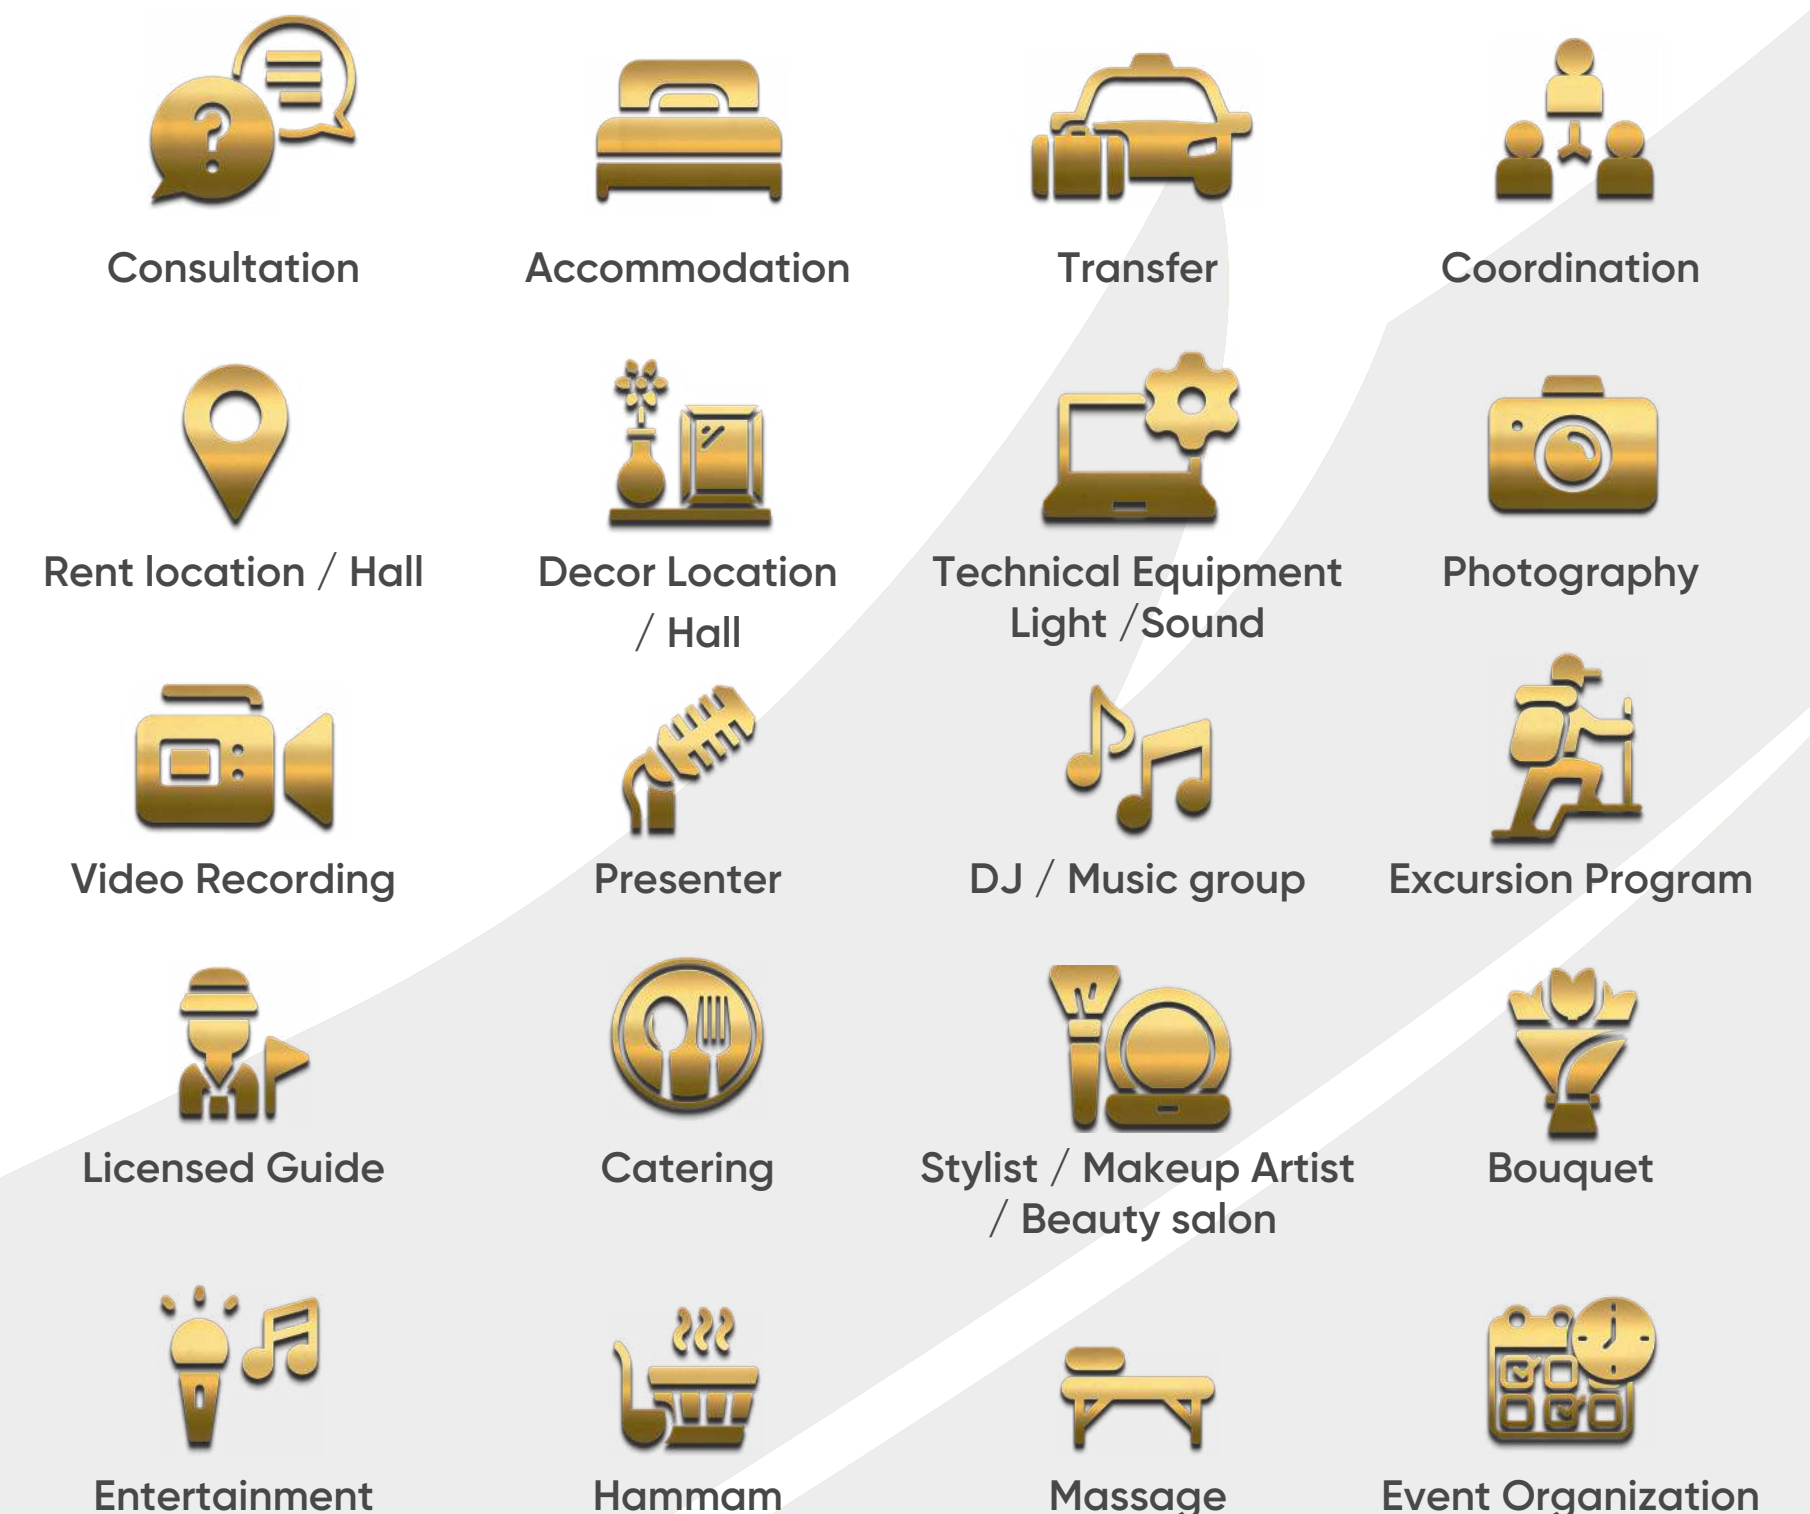 Consultation
Accommodation
Transfer
Coordination
Rent location / Hall
Decor Location
/ Hall
Technical Equipment
Light /Sound
Photography
Video Recording
Presenter
DJ / Music group
Excursion Program
Licensed Guide
Catering
Stylist / Makeup Artist
/ Beauty salon
Bouquet
Entertainment
Hammam
Massage
Event Organization